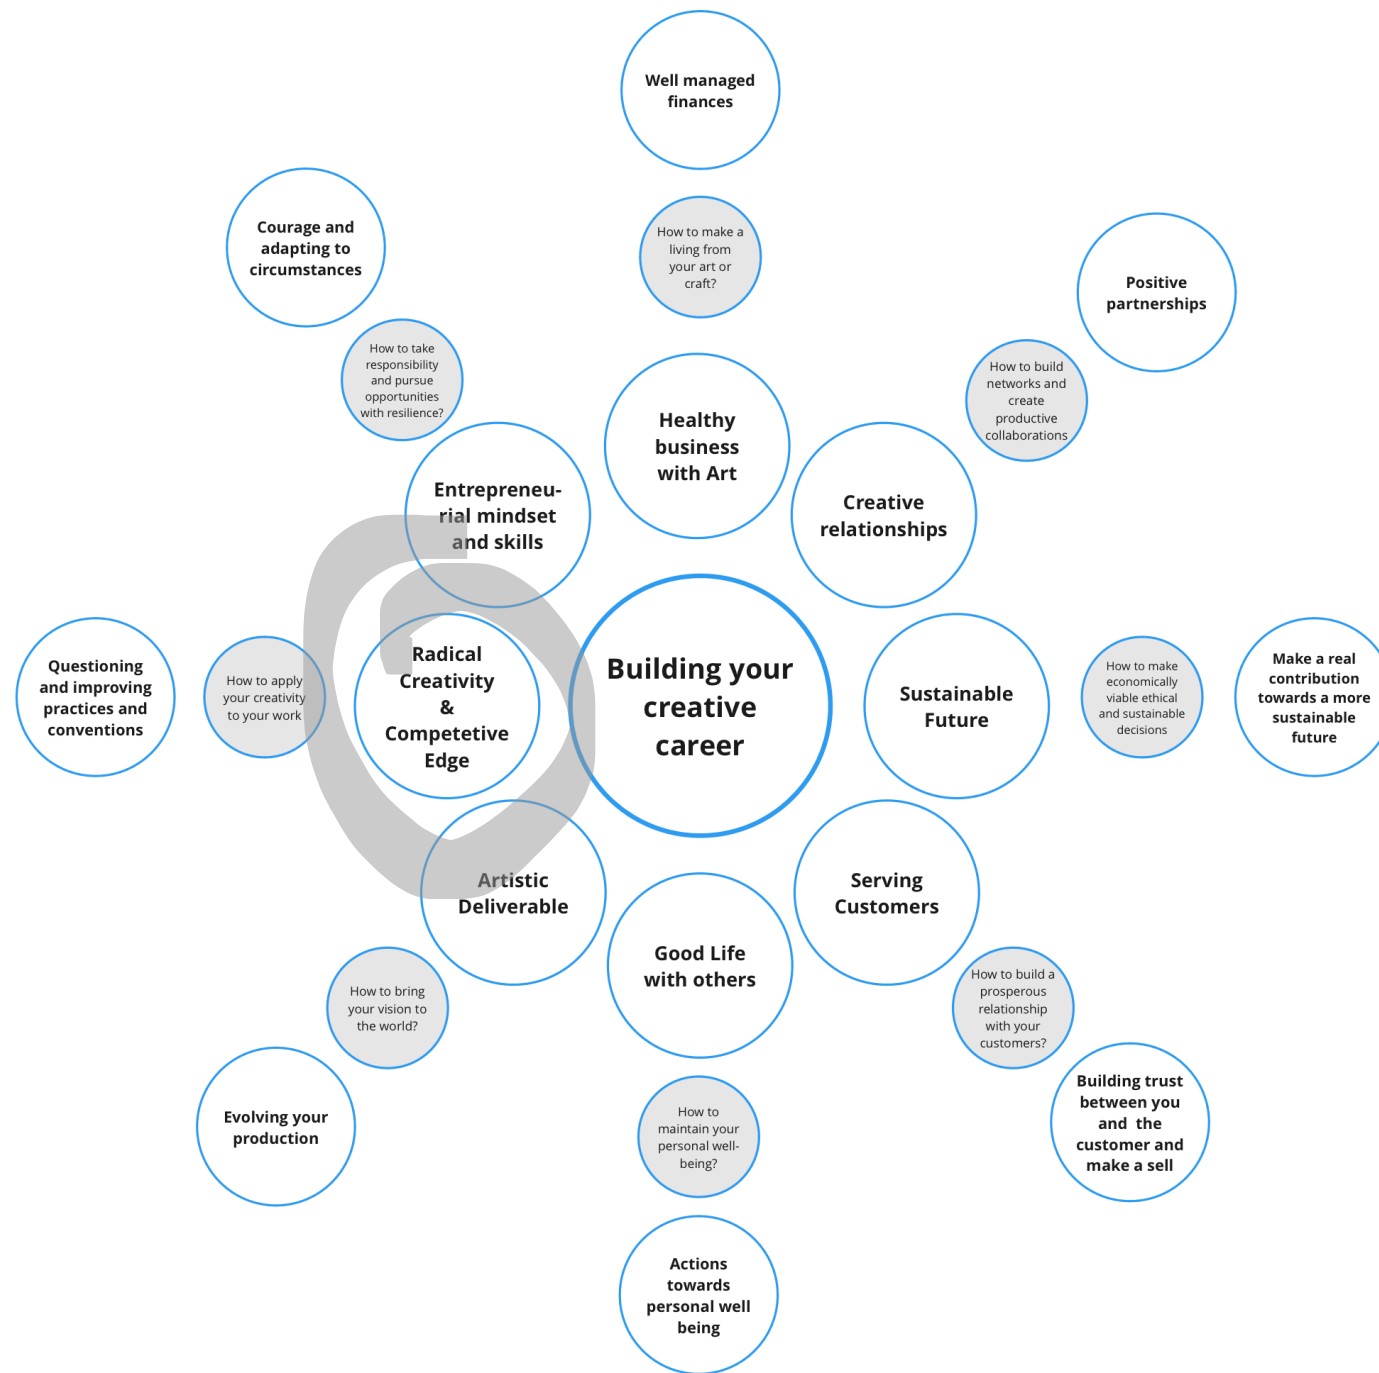 Well managed
finances
How to make a
living from
your art or
craft?
Healthy
business
with Art
Courage and
adapting to
circumstances
How to take
responsibility
and pursue
opportunities
with resilience?
Entrepreneu-
rial mindset
and skills
Positive
partnerships
How to build
networks and
create
productive
collaborations
Creative
relationships
Questioning
and improving
practices and
conventions
How to apply
your creativity
to your work
Radical
Creativity
&
Competetive
Edge
Building your
creative
career
Sustainable
Future
How to make
economically
viable ethical
and sustainable
decisions
Make a real
contribution
towards a more
sustainable
future
Artistic
Deliverable
How to bring
your vision to
the world?
Evolving your
production
Good Life
with others
How to
maintain your
personal well-
being?
Actions
towards
personal well
being
Serving
Customers
How to build a
prosperous
relationship
with your
customers?
Building trust
between you
and the
customer and
make a sell